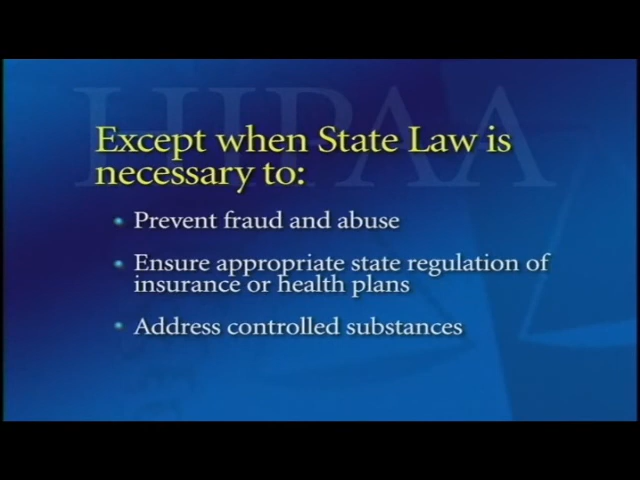 HIPAA
Except when State Law is
necessary to:
Prevent fraud and abuse
Ensure appropriate state regulation of
insurance or health plans
Address controlled substances